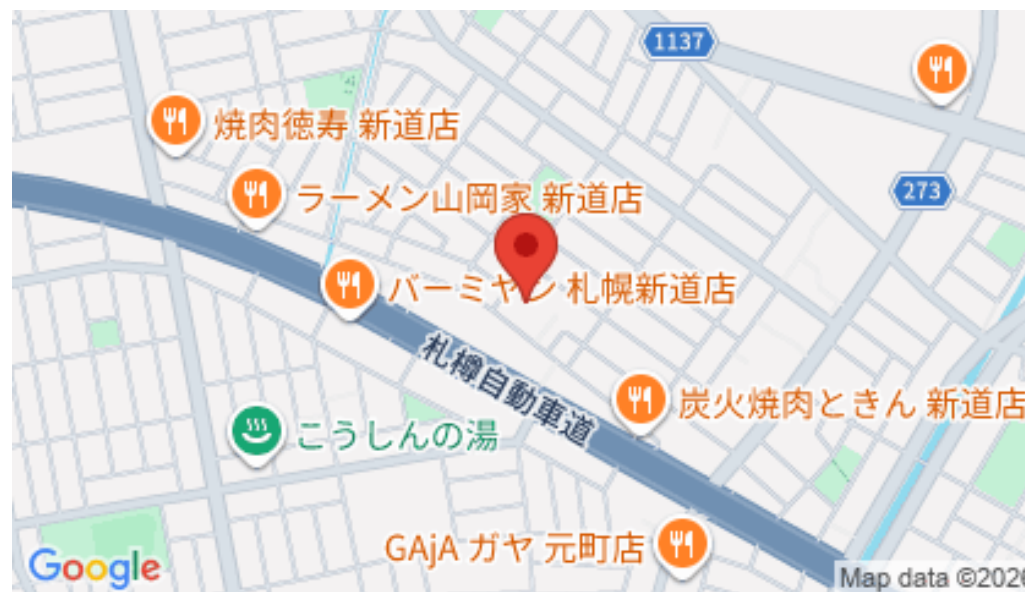 1137
焼肉徳寿 新道店
273
ラーメン山岡家 新道店
バーミヤン 札幌新道店
札樽自動車道
炭火焼肉ときん 新道店
こうしんの湯
GAjA ガヤ 元町店
Google
Map data ©2026